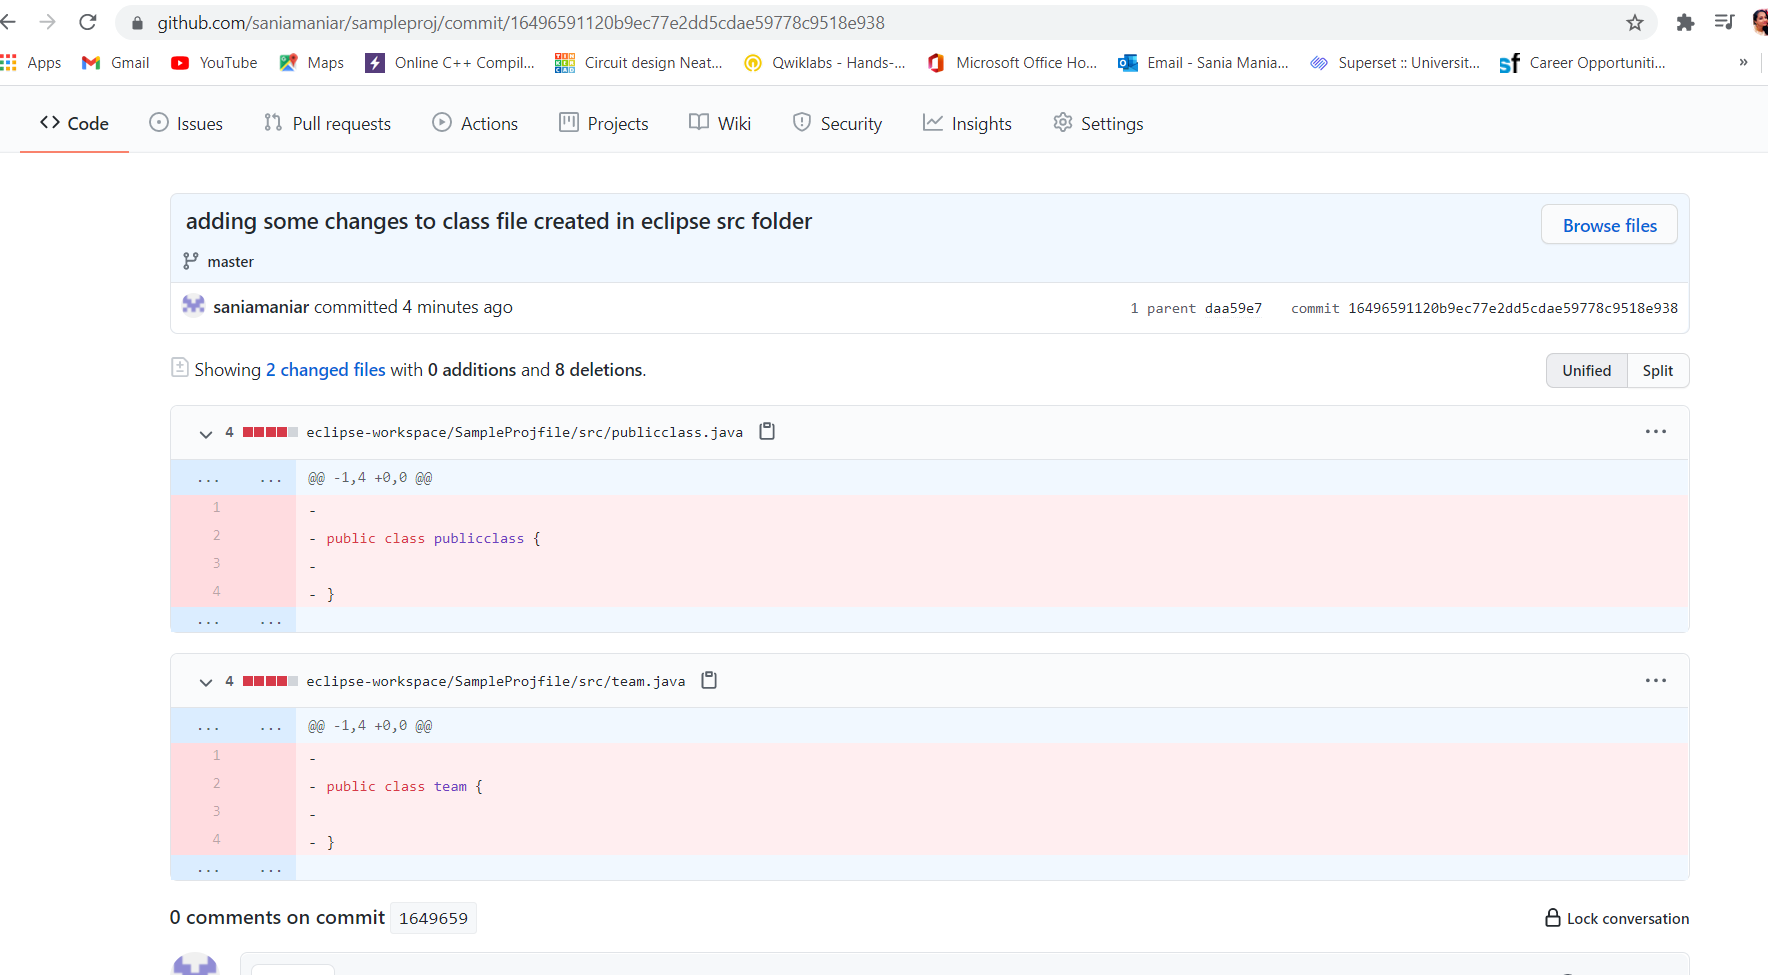 github.com/saniamaniar/sampleproj/commit/16496591120b9ec77e2dd5cdae59778c9518e938
Apps Gmail YouTube Maps Online C++ Compil... Circuit design Neat... Qwiklabs - Hands-... Microsoft Office Ho... Email - Sania Mania... Superset :: Universit... Career Opportuniti... »
Code Issues Pull requests Actions Projects Wiki Security Insights Settings
adding some changes to class file created in eclipse src folder Browse files
master
saniamaniar committed 4 minutes ago 1 parent daa59e7 commit 16496591120b9ec77e2dd5cdae59778c9518e938
Showing 2 changed files with 0 additions and 8 deletions. Unified Split
4 eclipse-workspace/SampleProjfile/src/publicclass.java ...
... ... @@ -1,4 +0,0 @@
1 -
2 - public class publicclass {
3 -
4 - }
... ...
4 eclipse-workspace/SampleProjfile/src/team.java ...
... ... @@ -1,4 +0,0 @@
1 -
2 - public class team {
3 -
4 - }
... ...
0 comments on commit 1649659 Lock conversation